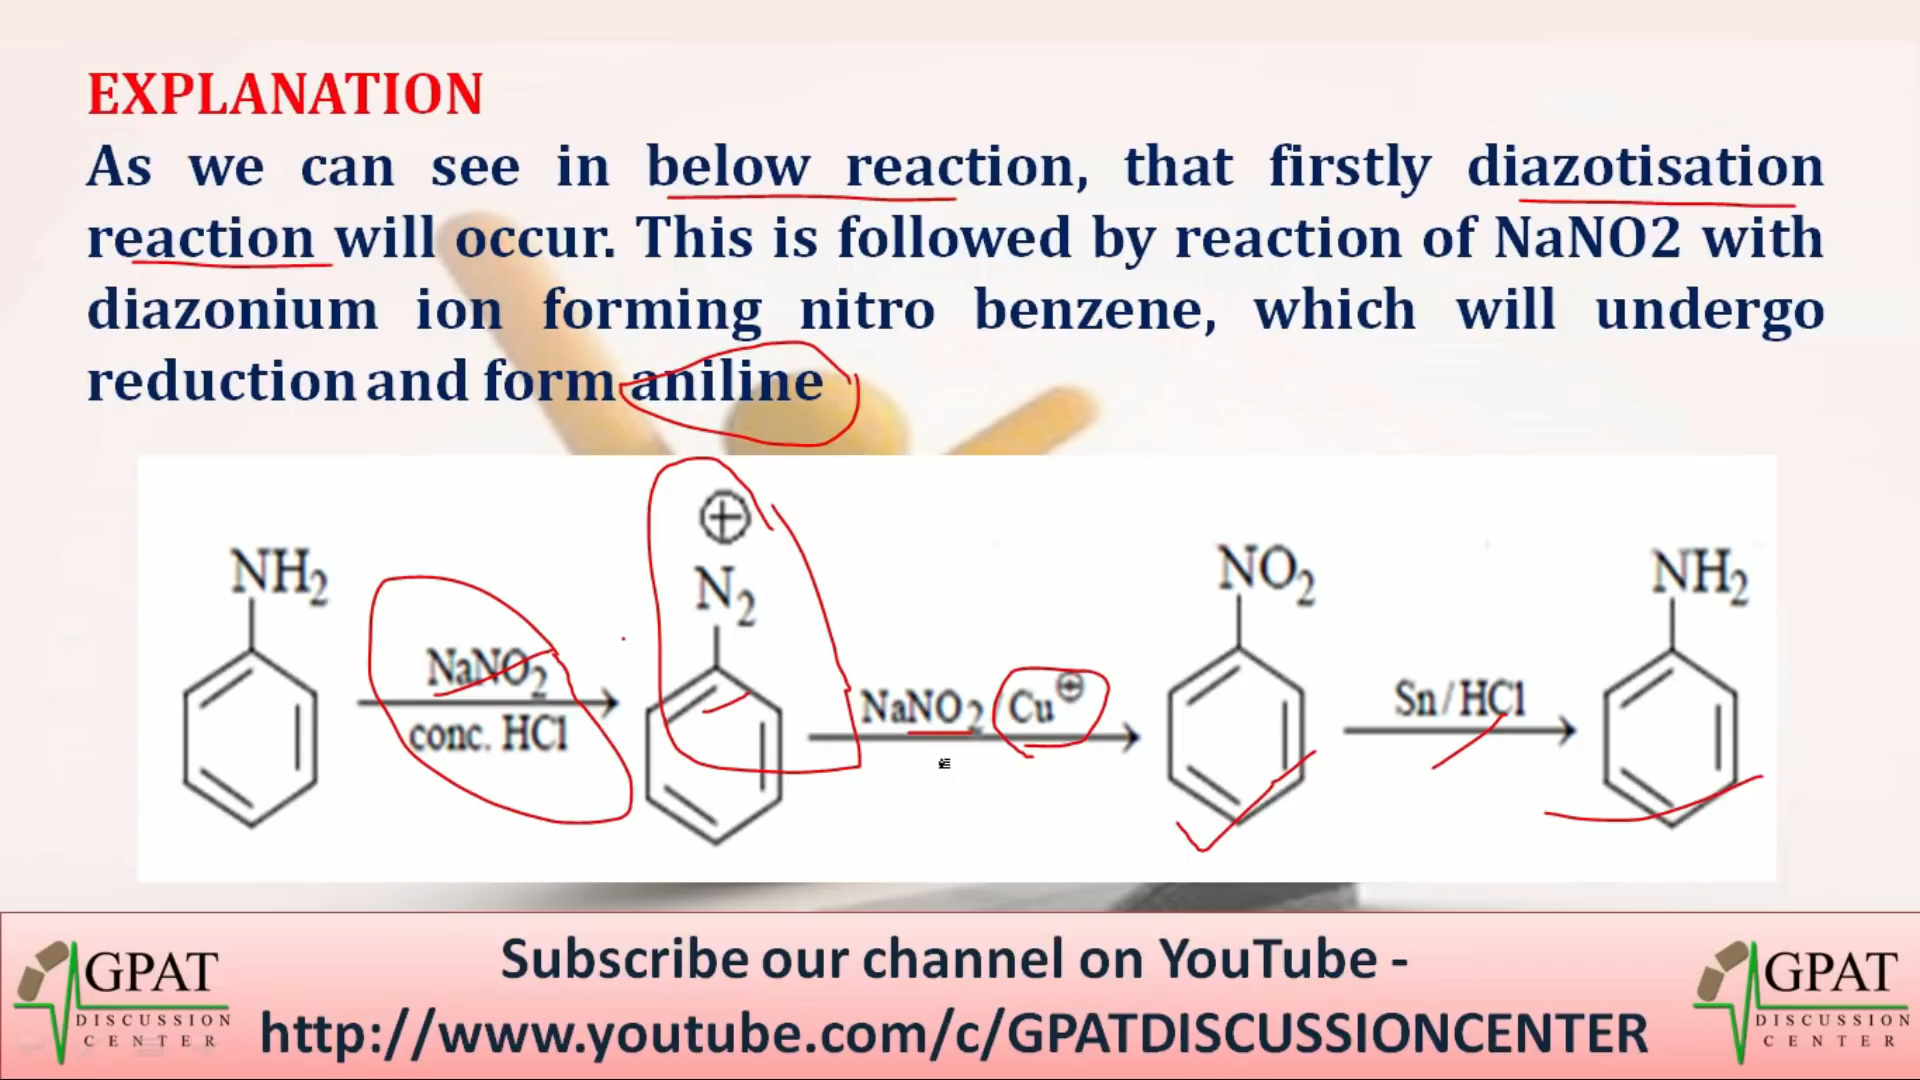 EXPLANATION
As we can see in below reaction, that firstly diazotisation
reaction will occur. This is followed by reaction of NaNO2 with
diazonium ion forming nitro benzene, which will undergo
reduction and form aniline
NH2
NaNO2
conc. HCl
⊕
N2
NaNO2 Cu⊕
NO2
Sn/HCl
NH2
GPAT
DISCUSSION
CENTER
Subscribe our channel on YouTube -
http://www.youtube.com/c/GPATDISCUSSIONCENTER
GPAT
DISCUSSION
CENTER